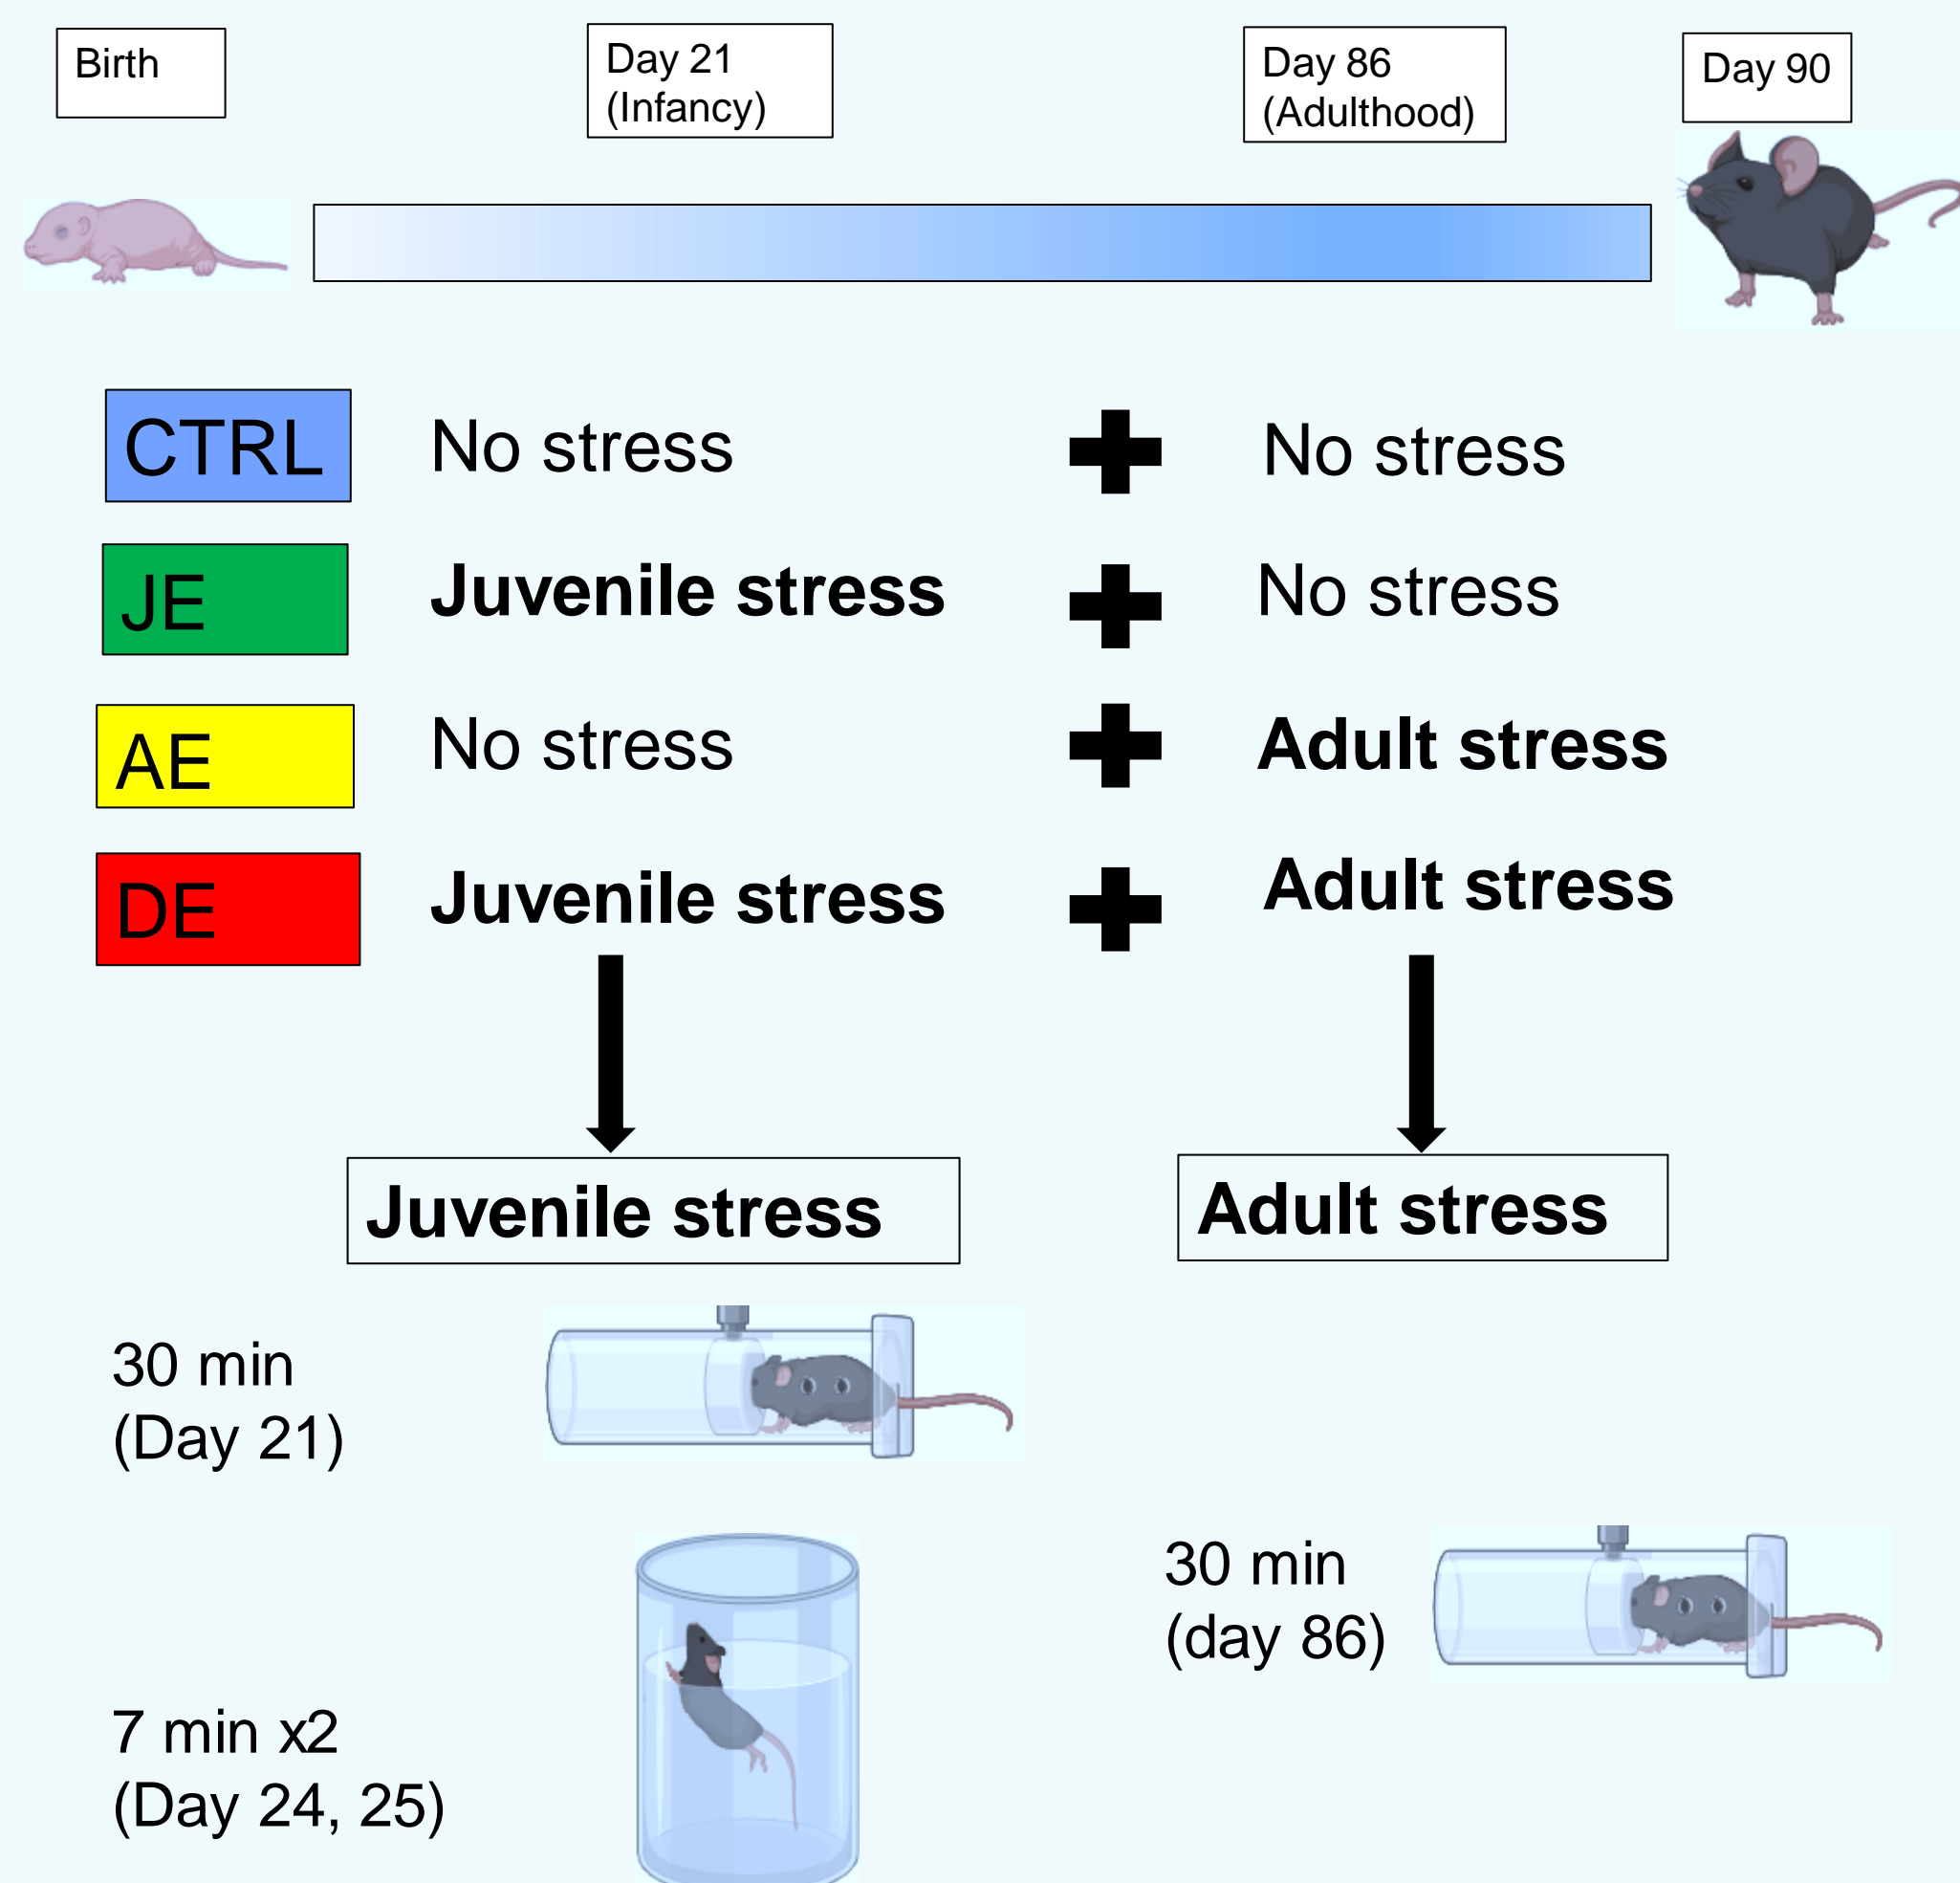 Birth
Day 21
(Infancy)
Day 86
(Adulthood)
Day 90
CTRL
No stress
No stress
JE
Juvenile stress
No stress
AE
No stress
Adult stress
DE
Juvenile stress
Adult stress
Juvenile stress
Adult stress
30 min
(Day 21)
30 min
(day 86)
7 min x2
(Day 24, 25)